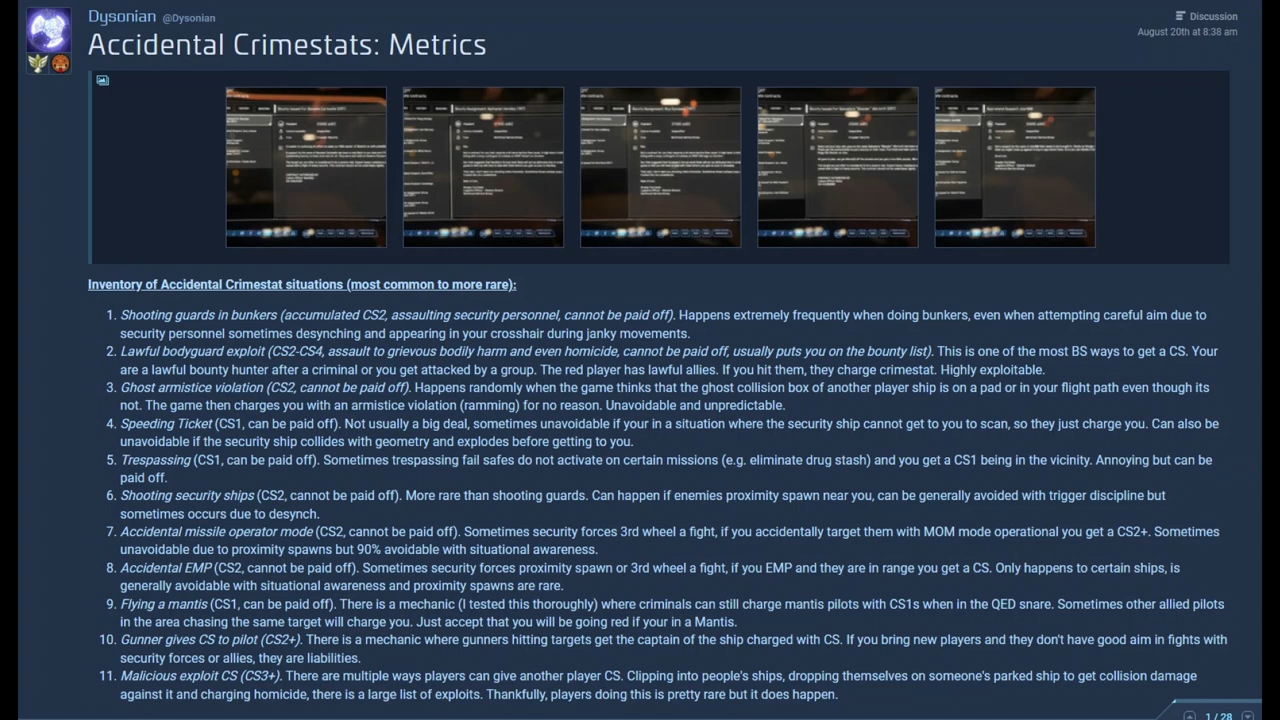 Dysonian @Dysonian
Discussion
August 20th at 8:38 am
Accidental Crimestats: Metrics
Inventory of Accidental Crimestat situations (most common to more rare):
1. Shooting guards in bunkers (accumulated CS2, assaulting security personnel, cannot be paid off). Happens extremely frequently when doing bunkers, even when attempting careful aim due to
security personnel sometimes desynching and appearing in your crosshair during janky movements.
2. Lawful bodyguard exploit (CS2-CS4, assault to grievous bodily harm and even homicide, cannot be paid off, usually puts you on the bounty list). This is one of the most BS ways to get a CS. Your
are a lawful bounty hunter after a criminal or you get attacked by a group. The red player has lawful allies. If you hit them, they charge crimestat. Highly exploitable.
3. Ghost armistice violation (CS2, cannot be paid off). Happens randomly when the game thinks that the ghost collision box of another player ship is on a pad or in your flight path even though its
not. The game then charges you with an armistice violation (ramming) for no reason. Unavoidable and unpredictable.
4. Speeding Ticket (CS1, can be paid off). Not usually a big deal, sometimes unavoidable if your in a situation where the security ship cannot get to you to scan, so they just charge you. Can also be
unavoidable if the security ship collides with geometry and explodes before getting to you.
5. Trespassing (CS1, can be paid off). Sometimes trespassing fail safes do not activate on certain missions (e.g. eliminate drug stash) and you get a CS1 being in the vicinity. Annoying but can be
paid off.
6. Shooting security ships (CS2, cannot be paid off). More rare than shooting guards. Can happen if enemies proximity spawn near you, can be generally avoided with trigger discipline but
sometimes occurs due to desynch.
7. Accidental missile operator mode (CS2, cannot be paid off). Sometimes security forces 3rd wheel a fight, if you accidentally target them with MOM mode operational you get a CS2+. Sometimes
unavoidable due to proximity spawns but 90% avoidable with situational awareness.
8. Accidental EMP (CS2, cannot be paid off). Sometimes security forces proximity spawn or 3rd wheel a fight, if you EMP and they are in range you get a CS. Only happens to certain ships, is
generally avoidable with situational awareness and proximity spawns are rare.
9. Flying a mantis (CS1, can be paid off). There is a mechanic (I tested this thoroughly) where criminals can still charge mantis pilots with CS1s when in the QED snare. Sometimes other allied pilots
in the area chasing the same target will charge you. Just accept that you will be going red if your in a Mantis.
10. Gunner gives CS to pilot (CS2+). There is a mechanic where gunners hitting targets get the captain of the ship charged with CS. If you bring new players and they don't have good aim in fights with
security forces or allies, they are liabilities.
11. Malicious exploit CS (CS3+). There are multiple ways players can give another player CS. Clipping into people's ships, dropping themselves on someone's parked ship to get collision damage
against it and charging homicide, there is a large list of exploits. Thankfully, players doing this is pretty rare but it does happen.
1 / 28